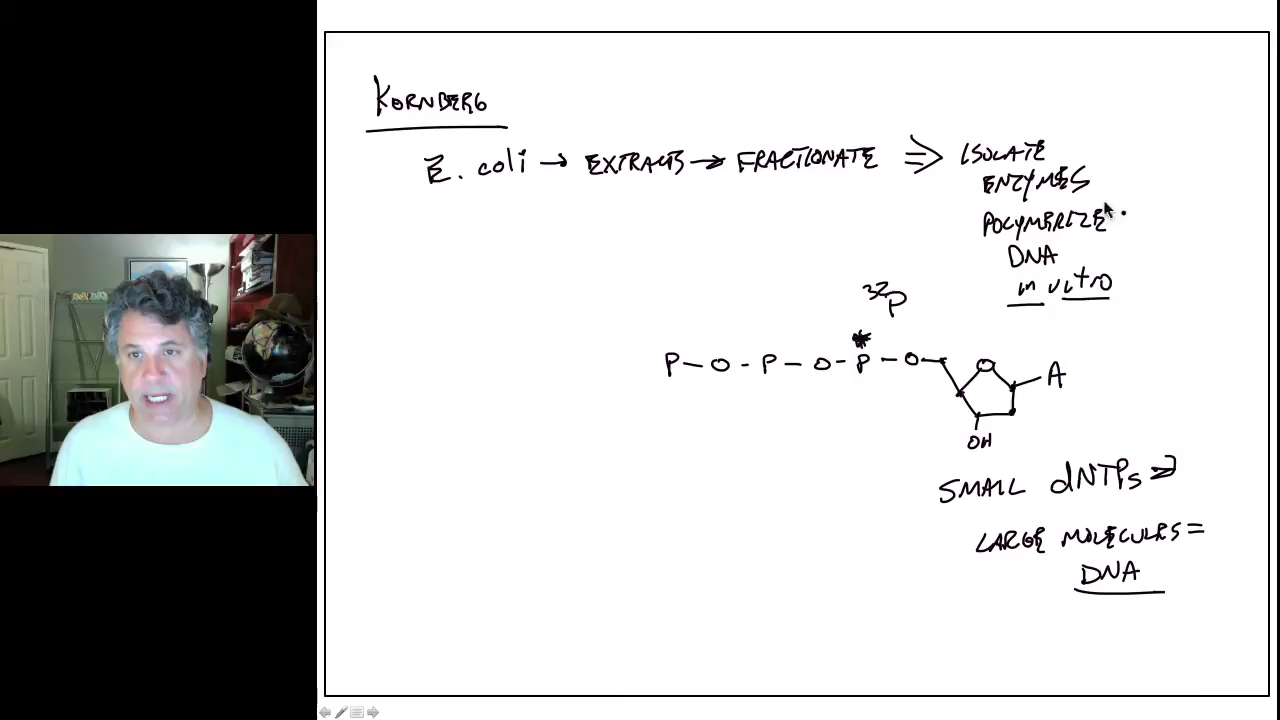 KORNBERG
E. coli → EXTRACTS → FRACTIONATE ⇒ ISOLATE
ENZYMES
POLYMERIZE
DNA
in vitro
32P
*
P - O - P - O - P - O
O
A
OH
SMALL dNTPs →
LARGE MOLECULES =
DNA